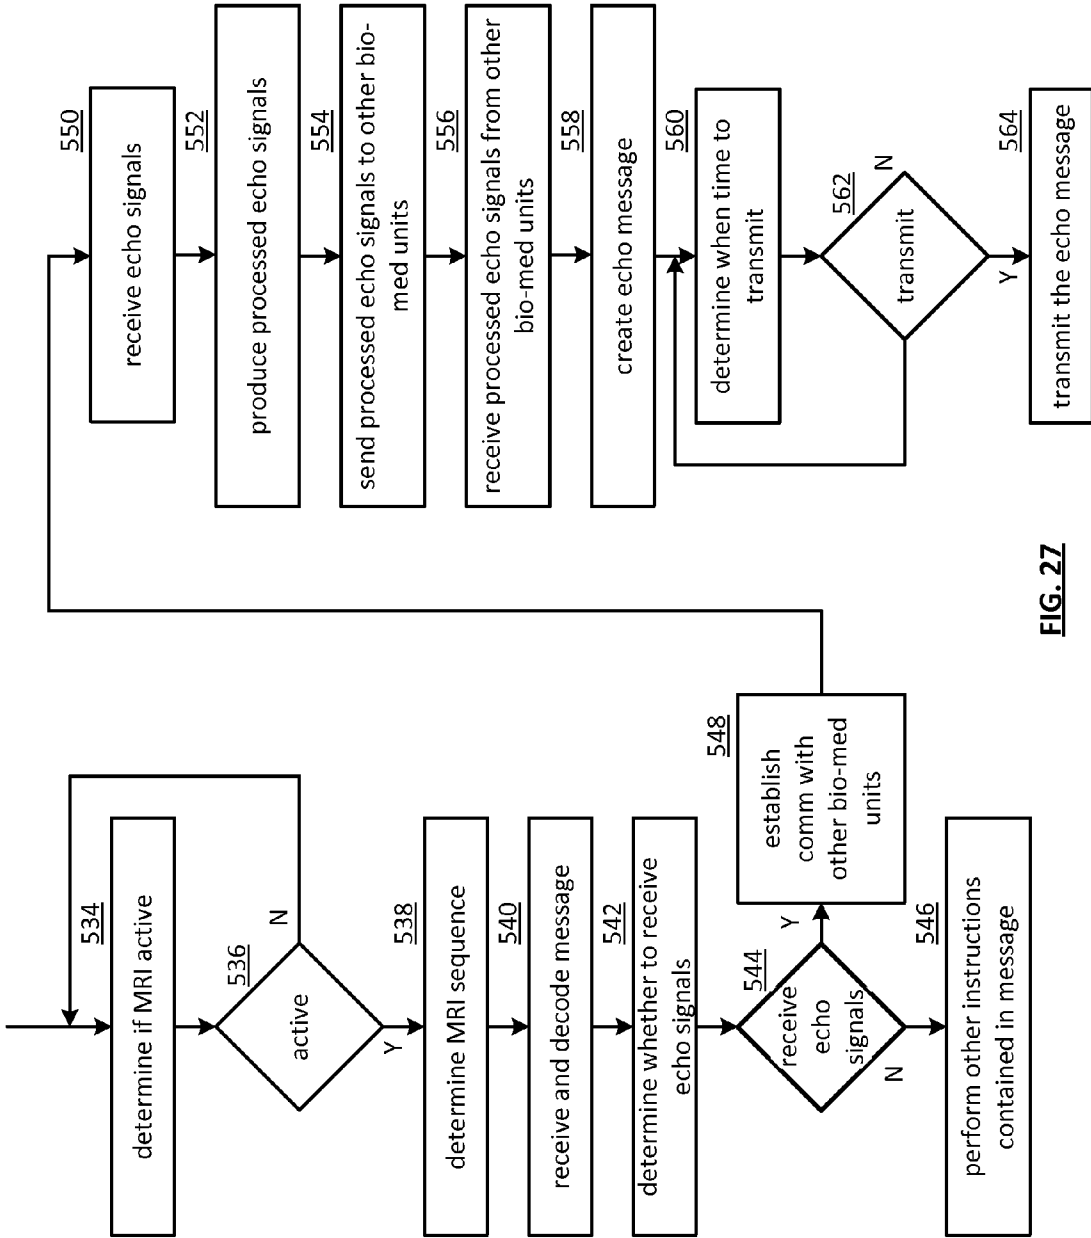 534
determine if MRI active
536
active
N
Y
538
determine MRI sequence
540
receive and decode message
542
determine whether to receive
echo signals
544
receive
echo
signals
Y
N
546
perform other instructions
contained in message
548
establish
comm with
other bio-med
units
550
receive echo signals
552
produce processed echo signals
554
send processed echo signals to other bio-
med units
556
receive processed echo signals from other
bio-med units
558
create echo message
560
determine when time to
transmit
562
transmit
N
Y
564
transmit the echo message
FIG. 27